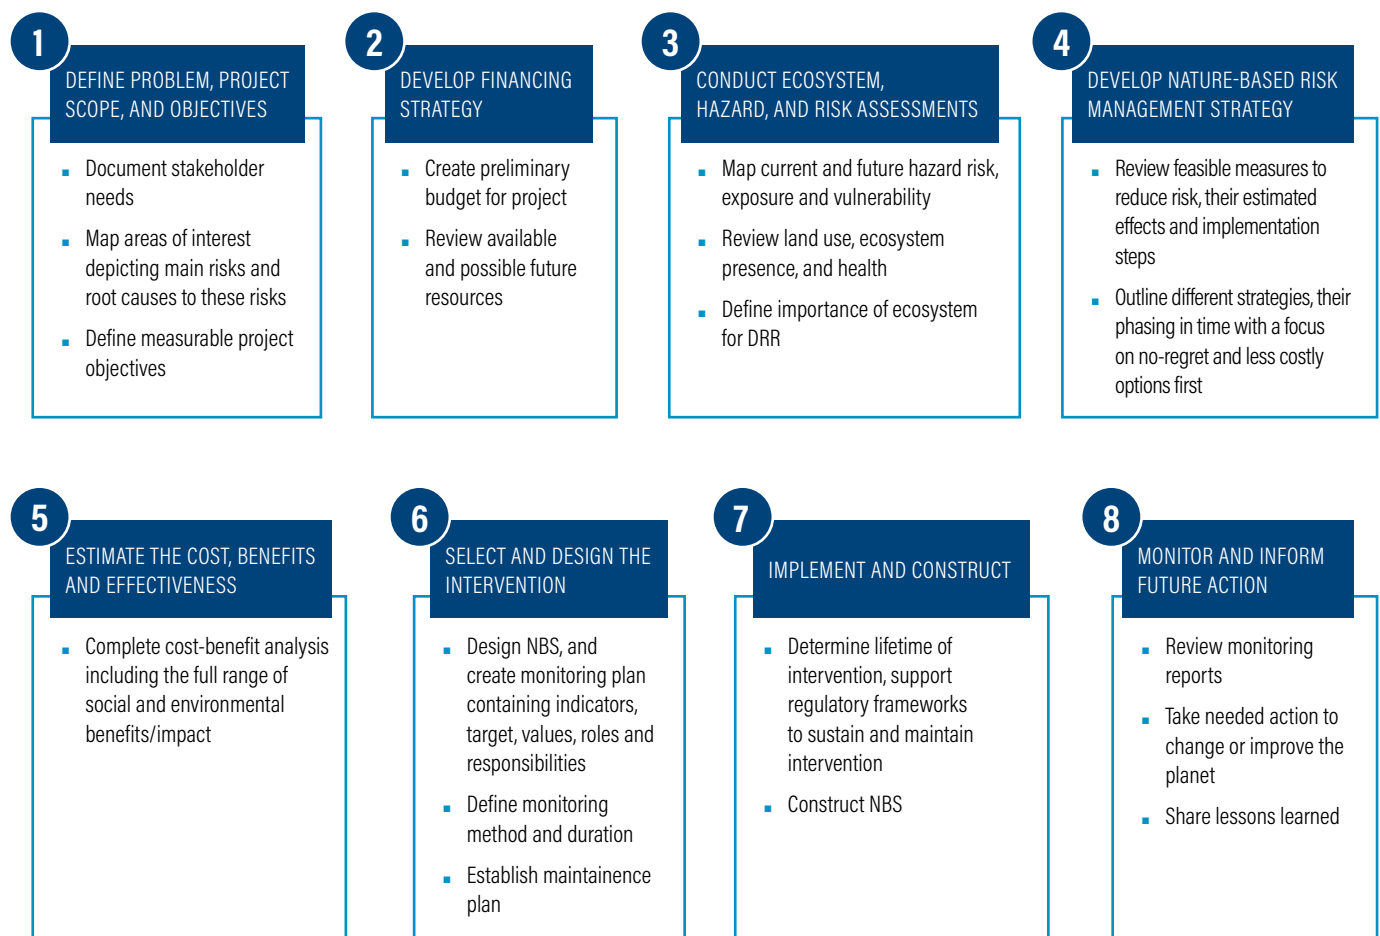 1
DEFINE PROBLEM, PROJECT
SCOPE, AND OBJECTIVES
Document stakeholder
needs
Map areas of interest
depicting main risks and
root causes to these risks
Define measurable project
objectives
2
DEVELOP FINANCING
STRATEGY
Create preliminary
budget for project
Review available
and possible future
resources
3
CONDUCT ECOSYSTEM,
HAZARD, AND RISK ASSESSMENTS
Map current and future hazard risk,
exposure and vulnerability
Review land use, ecosystem
presence, and health
Define importance of ecosystem
for DRR
4
DEVELOP NATURE-BASED RISK
MANAGEMENT STRATEGY
Review feasible measures to
reduce risk, their estimated
effects and implementation
steps
Outline different strategies, their
phasing in time with a focus
on no-regret and less costly
options first
5
ESTIMATE THE COST, BENEFITS
AND EFFECTIVENESS
Complete cost-benefit analysis
including the full range of
social and environmental
benefits/impact
6
SELECT AND DESIGN THE
INTERVENTION
Design NBS, and
create monitoring plan
containing indicators,
target, values, roles and
responsibilities
Define monitoring
method and duration
Establish maintainence
plan
7
IMPLEMENT AND CONSTRUCT
Determine lifetime of
intervention, support
regulatory frameworks
to sustain and maintain
intervention
Construct NBS
8
MONITOR AND INFORM
FUTURE ACTION
Review monitoring
reports
Take needed action to
change or improve the
planet
Share lessons learned